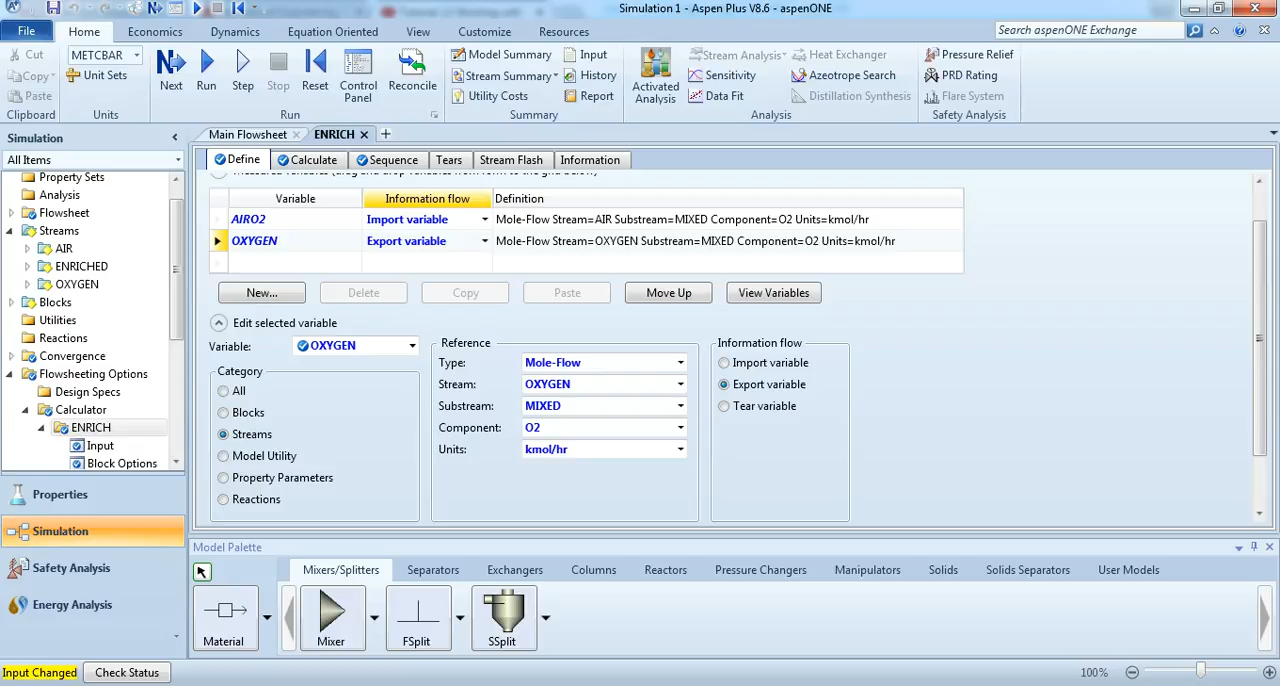 Simulation 1 - Aspen Plus V8.6 - aspenONE
File Home Economics Dynamics Equation Oriented View Customize Resources Search aspenONE Exchange
Cut METCBAR Model Summary Input Stream Analysis Heat Exchanger Pressure Relief
Copy Unit Sets Next Run Step Stop Reset Control Panel Reconcile Stream Summary History Activated Analysis Sensitivity Azeotrope Search PRD Rating
Paste Utility Costs Report Data Fit Distillation Synthesis Flare System
Clipboard Units Run Summary Analysis Safety Analysis
Simulation Main Flowsheet ENRICH
All Items Define Calculate Sequence Tears Stream Flash Information
Property Sets
Analysis Variable Information flow Definition
Flowsheet AIRO2 Import variable Mole-Flow Stream=AIR Substream=MIXED Component=O2 Units=kmol/hr
Streams OXYGEN Export variable Mole-Flow Stream=OXYGEN Substream=MIXED Component=O2 Units=kmol/hr
AIR
ENRICHED
OXYGEN New... Delete Copy Paste Move Up View Variables
Blocks
Utilities Edit selected variable
Reactions Variable: OXYGEN Reference Information flow
Convergence Category Type: Mole-Flow Import variable
Flowsheeting Options All Stream: OXYGEN Export variable
Design Specs Blocks Substream: MIXED Tear variable
Calculator Streams Component: O2
ENRICH Model Utility Units: kmol/hr
Input Property Parameters
Block Options Reactions
Properties
Simulation
Safety Analysis
Energy Analysis
Model Palette
Mixers/Splitters Separators Exchangers Columns Reactors Pressure Changers Manipulators Solids Solids Separators User Models
Material Mixer FSplit SSplit
Input Changed Check Status 100%